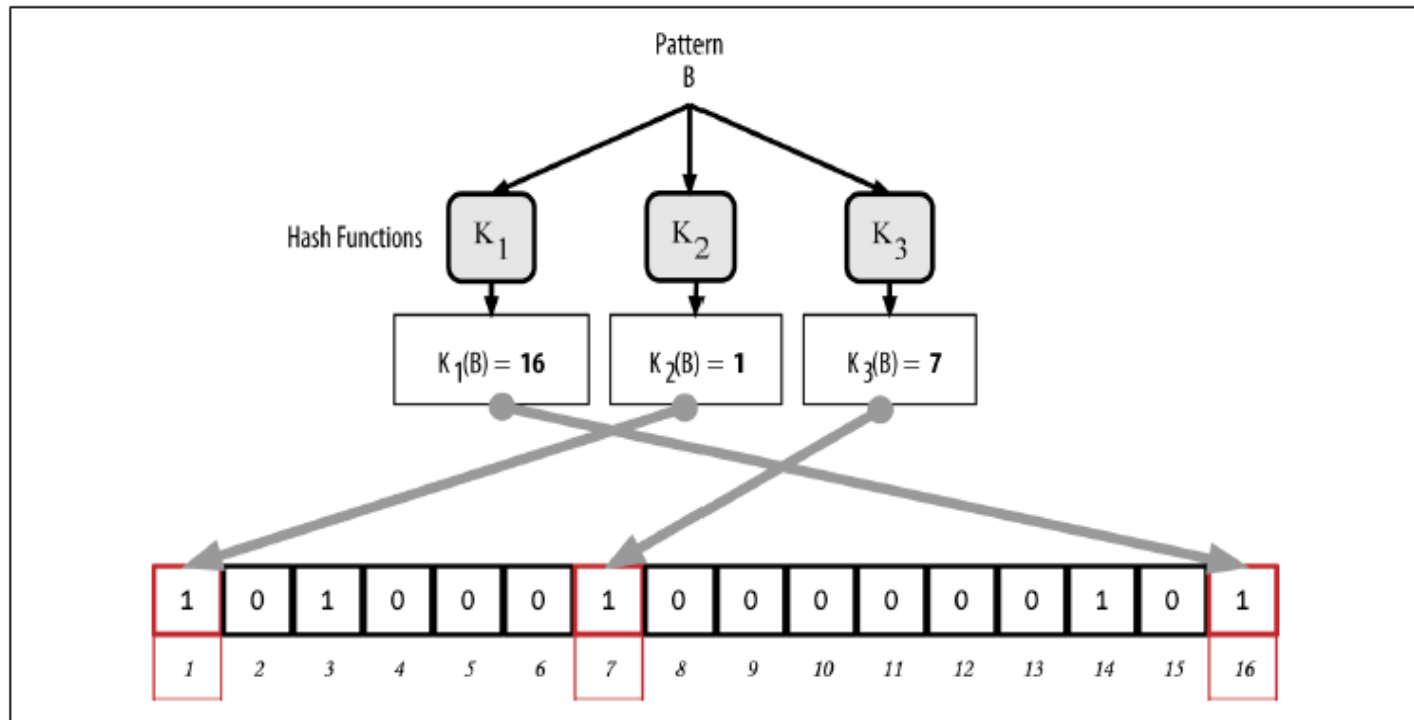 Pattern
B
Hash Functions
K1
K2
K3
K1(B) = 16
K2(B) = 1
K3(B) = 7
1 0 1 0 0 0 1 0 0 0 0 0 0 1 0 1
1 2 3 4 5 6 7 8 9 10 11 12 13 14 15 16